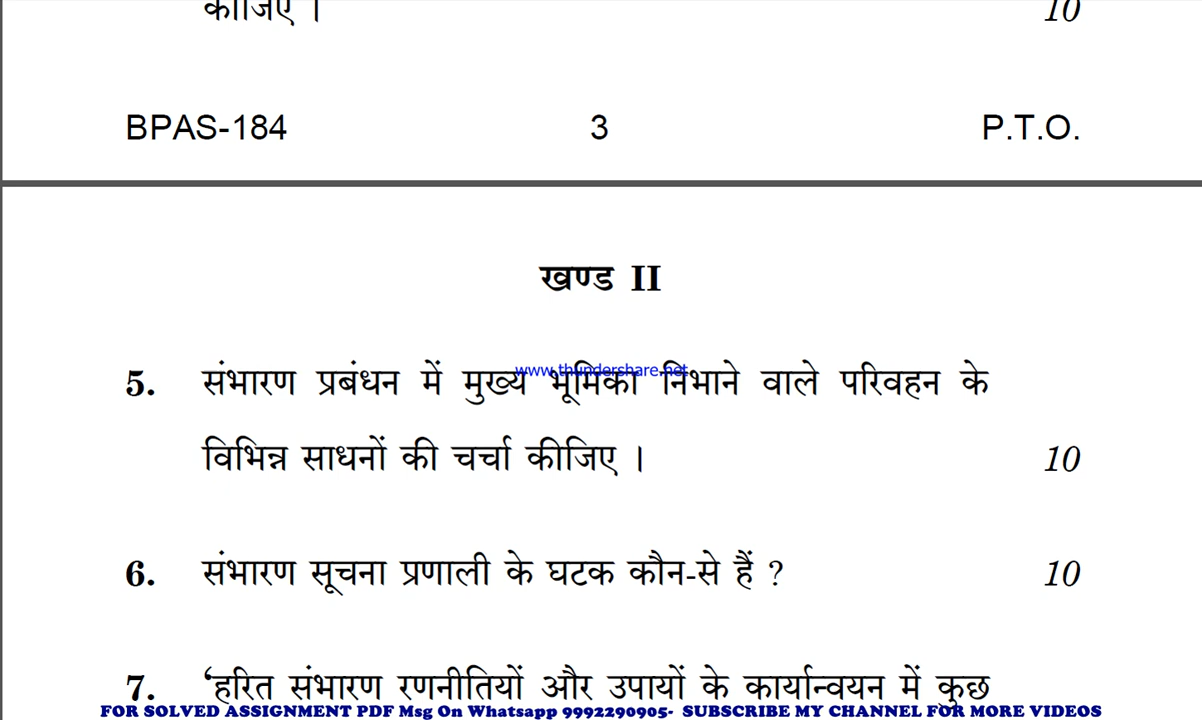 कीजिए । 10
BPAS-184 3 P.T.O.
खण्ड II
5. संभारण प्रबंधन में मुख्य भूमिका निभाने वाले परिवहन के
www.thundershare.net
विभिन्न साधनों की चर्चा कीजिए । 10
6. संभारण सूचना प्रणाली के घटक कौन-से हैं ? 10
7. ‘हरित संभारण रणनीतियों और उपायों के कार्यान्वयन में कुछ
FOR SOLVED ASSIGNMENT PDF Msg On Whatsapp 9992290905- SUBSCRIBE MY CHANNEL FOR MORE VIDEOS